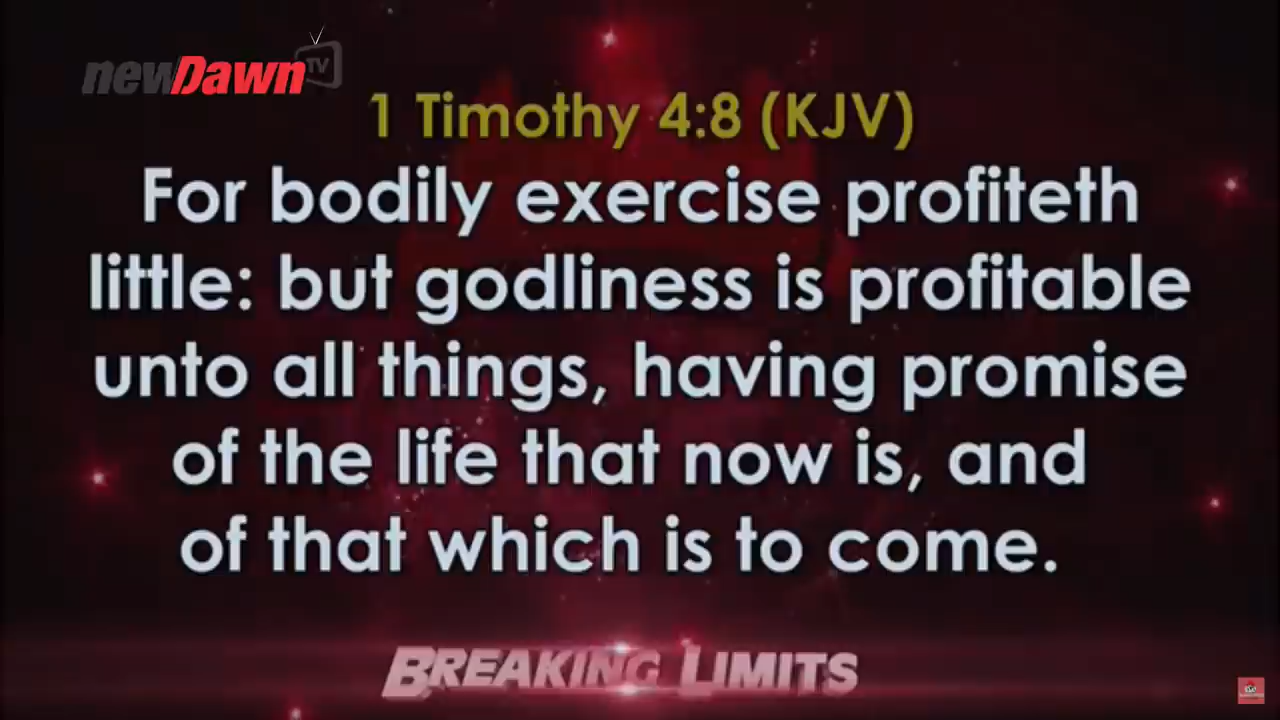 newDawn TV
1 Timothy 4:8 (KJV)
For bodily exercise profiteth
little: but godliness is profitable
unto all things, having promise
of the life that now is, and
of that which is to come.
BREAKING LIMITS